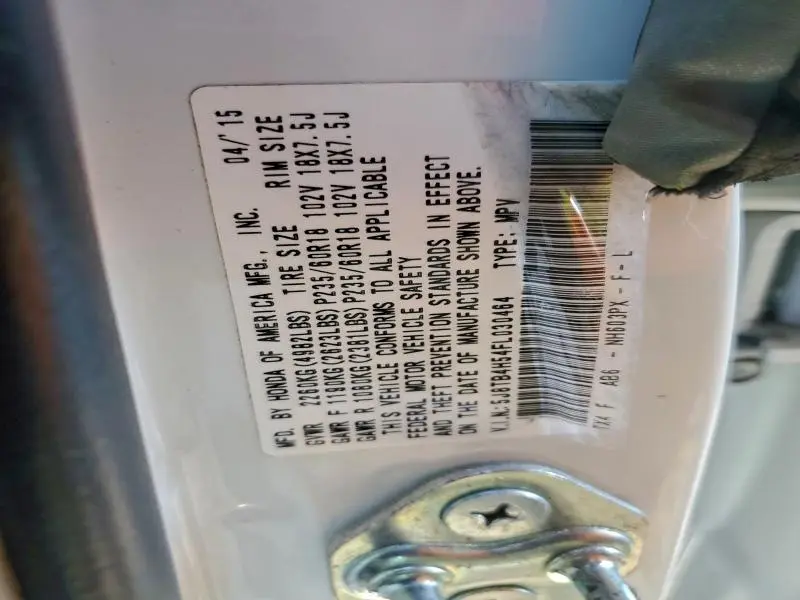 MFD. BY HONDA OF AMERICA MFG., INC. 04/'15
GVWR 2260KG(4982LBS) TIRE SIZE RIM SIZE
GAWR F 1190KG(2623LBS) P235/60R18 102V 18X7.5J
GAWR R 1080KG(2381LBS) P235/60R18 102V 18X7.5J
THIS VEHICLE CONFORMS TO ALL APPLICABLE
FEDERAL MOTOR VEHICLE SAFETY
AND THEFT PREVENTION STANDARDS IN EFFECT
ON THE DATE OF MANUFACTURE SHOWN ABOVE.
V.I.N.:5J8TB4H54FL030464 TYPE: MPV
TX4 F AB6 - NH603PX - F - L